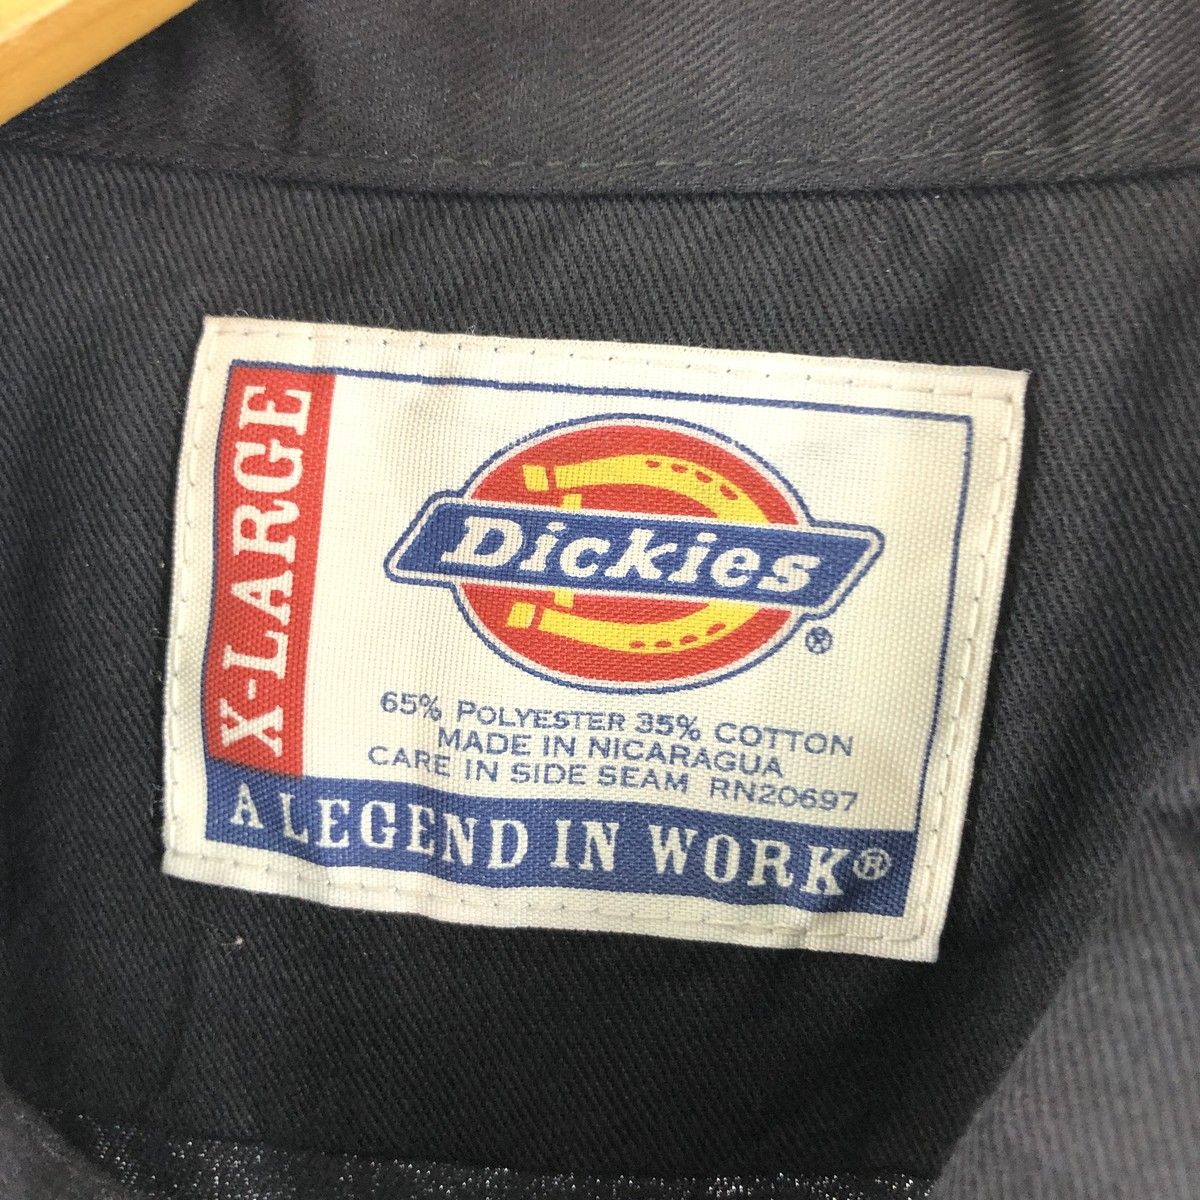 X-LARGE
Dickies®
65% POLYESTER 35% COTTON
MADE IN NICARAGUA
CARE IN SIDE SEAM RN20697
A LEGEND IN WORK®